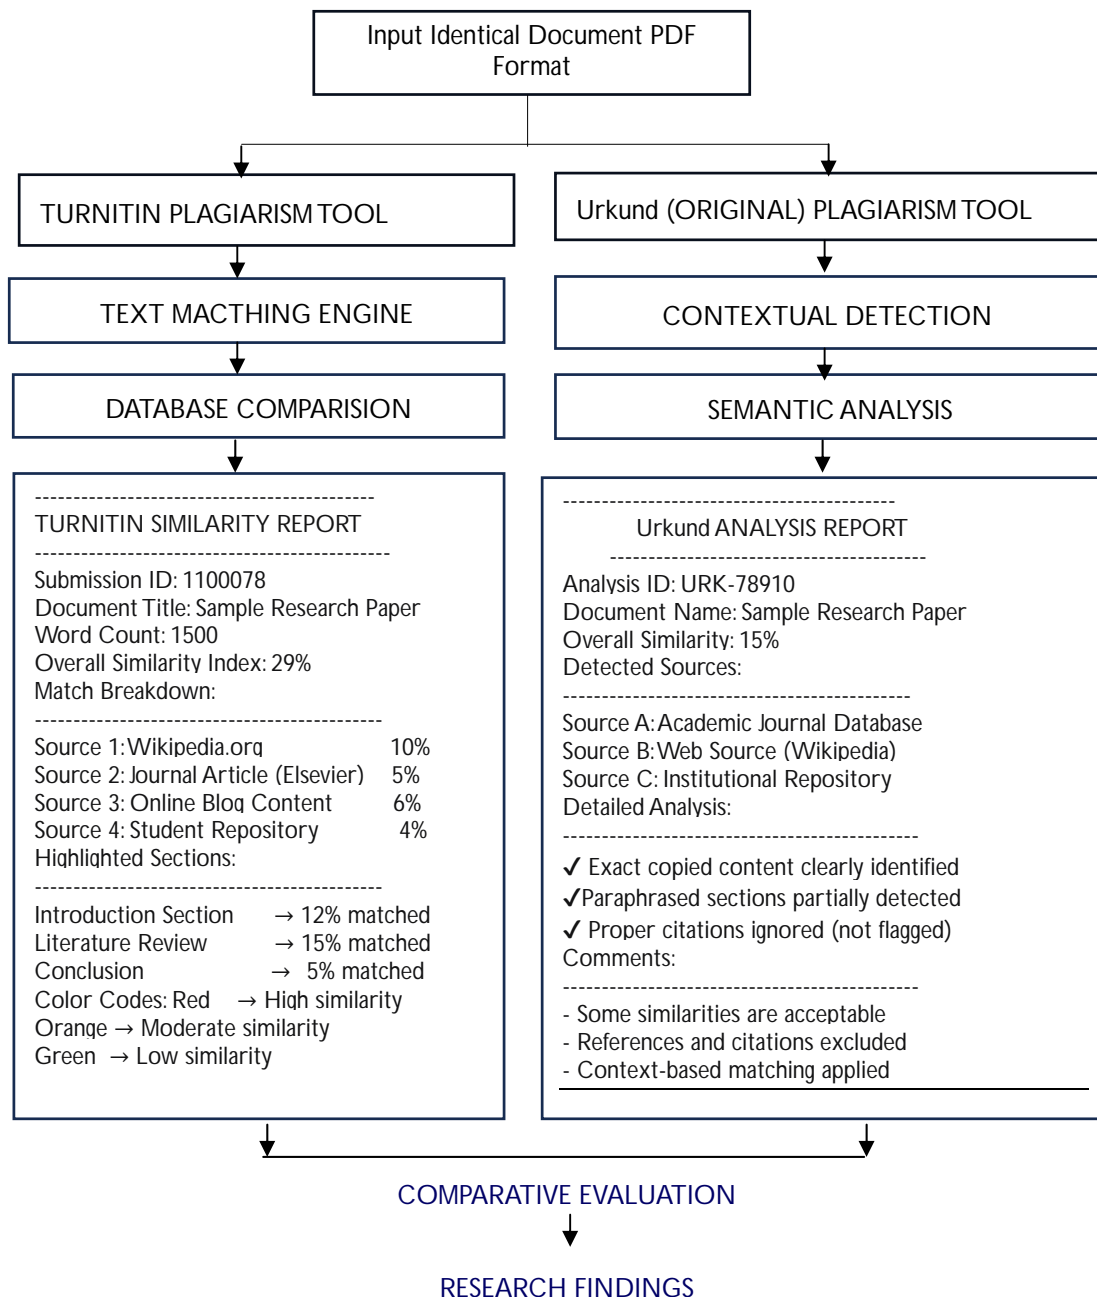 Input Identical Document PDF
Format
TURNITIN PLAGIARISM TOOL
TEXT MACTHING ENGINE
DATABASE COMPARISION
---------------------------------------------
TURNITIN SIMILARITY REPORT
-----------------------------------------------
Submission ID: 1100078
Document Title: Sample Research Paper
Word Count: 1500
Overall Similarity Index: 29%
Match Breakdown:
----------------------------------------------
Source 1: Wikipedia.org 10%
Source 2: Journal Article (Elsevier) 5%
Source 3: Online Blog Content 6%
Source 4: Student Repository 4%
Highlighted Sections:
----------------------------------------------
Introduction Section → 12% matched
Literature Review → 15% matched
Conclusion → 5% matched
Color Codes: Red → High similarity
Orange → Moderate similarity
Green → Low similarity
Urkund (ORIGINAL) PLAGIARISM TOOL
CONTEXTUAL DETECTION
SEMANTIC ANALYSIS
--------------------------------------------
Urkund ANALYSIS REPORT
------------------------------------------
Analysis ID: URK-78910
Document Name: Sample Research Paper
Overall Similarity: 15%
Detected Sources:
----------------------------------------------
Source A: Academic Journal Database
Source B: Web Source (Wikipedia)
Source C: Institutional Repository
Detailed Analysis:
-----------------------------------------------
✓ Exact copied content clearly identified
✓Paraphrased sections partially detected
✓ Proper citations ignored (not flagged)
Comments:
-----------------------------------------------
- Some similarities are acceptable
- References and citations excluded
- Context-based matching applied
COMPARATIVE EVALUATION
RESEARCH FINDINGS